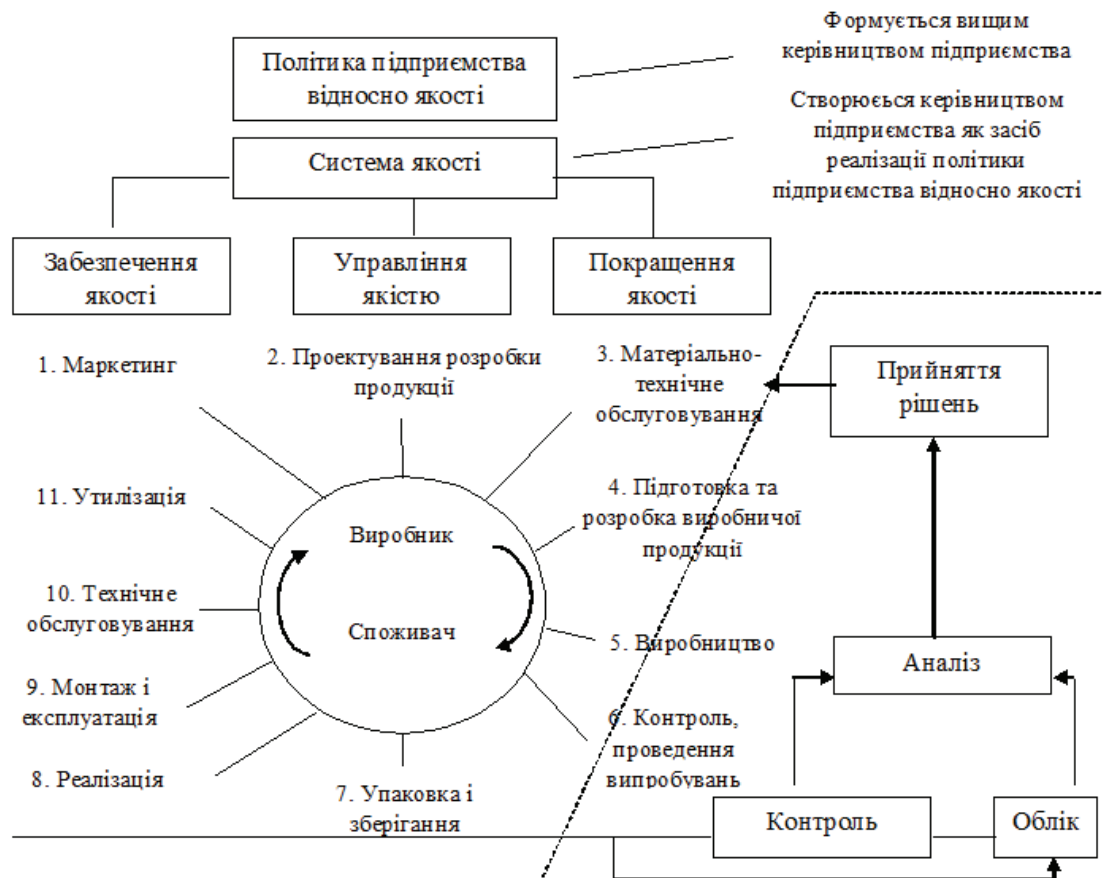 Формується вищим
керівництвом підприємства
Політика підприємства
відносно якості
Створюєься керівництвом
підприємства як засіб
реалізації політики
підприємства відносно якості
Система якості
Забезпечення
якості
Управління
якістю
Покращення
якості
1. Маркетинг
2. Проектування розробки
продукції
3. Матеріально-
технічне
обслуговування
Прийняття
рішень
11. Утилізація
4. Підготовка та
розробка виробничої
продукції
Виробник
10. Технічне
обслуговування
Споживач
5. Виробництво
Аналіз
9. Монтаж і
експлуатація
6. Контроль,
проведення
випробувань
8. Реалізація
7. Упаковка і
зберігання
Контроль
Облік